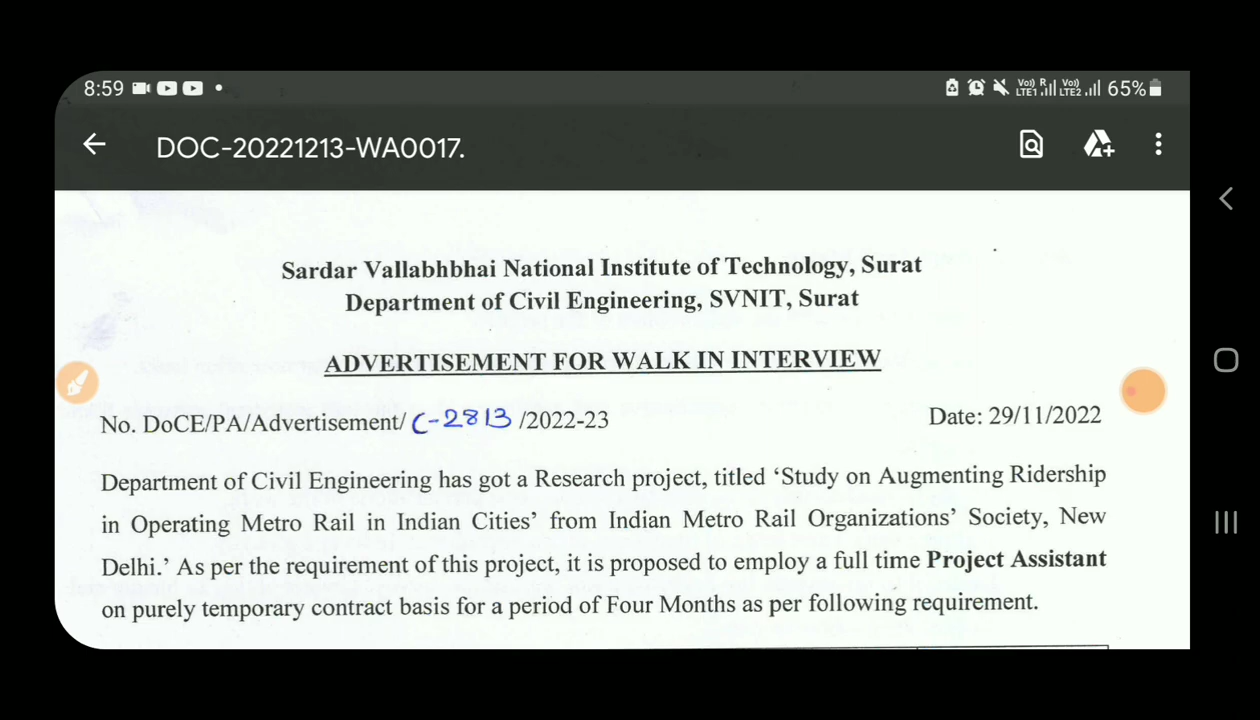 8:59 Vo)) R Vo)) 65%
LTE1 LTE2
DOC-20221213-WA0017.
Sardar Vallabhbhai National Institute of Technology, Surat
Department of Civil Engineering, SVNIT, Surat
ADVERTISEMENT FOR WALK IN INTERVIEW
No. DoCE/PA/Advertisement/ C-2813 /2022-23 Date: 29/11/2022
Department of Civil Engineering has got a Research project, titled ‘Study on Augmenting Ridership
in Operating Metro Rail in Indian Cities’ from Indian Metro Rail Organizations’ Society, New
Delhi.’ As per the requirement of this project, it is proposed to employ a full time Project Assistant
on purely temporary contract basis for a period of Four Months as per following requirement.